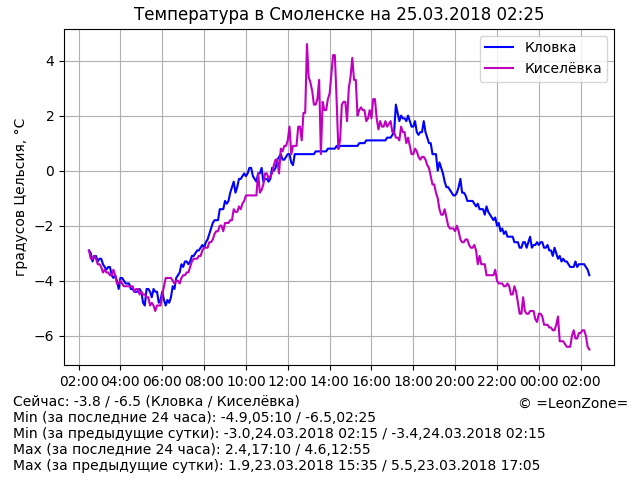 Температура в Смоленске на 25.03.2018 02:25
градусов Цельсия, °C
4
2
0
−2
−4
−6
Кловка
Киселёвка
02:00 04:00 06:00 08:00 10:00 12:00 14:00 16:00 18:00 20:00 22:00 00:00 02:00
Сейчас: -3.8 / -6.5 (Кловка / Киселёвка)
© =LeonZone=
Min (за последние 24 часа): -4.9,05:10 / -6.5,02:25
Min (за предыдущие сутки): -3.0,24.03.2018 02:15 / -3.4,24.03.2018 02:15
Max (за последние 24 часа): 2.4,17:10 / 4.6,12:55
Max (за предыдущие сутки): 1.9,23.03.2018 15:35 / 5.5,23.03.2018 17:05